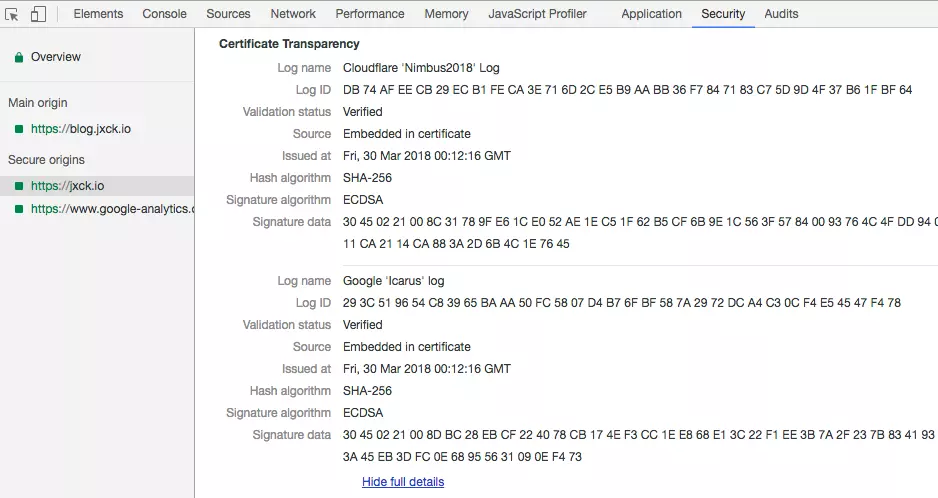 Elements Console Sources Network Performance Memory JavaScript Profiler Application Security Audits
Overview
Main origin
https://blog.jxck.io
Secure origins
https://jxck.io
https://www.google-analytics.c
Certificate Transparency
Log name Cloudflare 'Nimbus2018' Log
Log ID DB 74 AF EE CB 29 EC B1 FE CA 3E 71 6D 2C E5 B9 AA BB 36 F7 84 71 83 C7 5D 9D 4F 37 B6 1F BF 64
Validation status Verified
Source Embedded in certificate
Issued at Fri, 30 Mar 2018 00:12:16 GMT
Hash algorithm SHA-256
Signature algorithm ECDSA
Signature data 30 45 02 21 00 8C 31 78 9F E6 1C E0 52 AE 1E C5 1F 62 B5 CF 6B 9E 1C 56 3F 57 84 00 93 76 4C 4F DD 94
11 CA 21 14 CA 88 3A 2D 6B 4C 1E 76 45
Log name Google 'Icarus' log
Log ID 29 3C 51 96 54 C8 39 65 BA AA 50 FC 58 07 D4 B7 6F BF 58 7A 29 72 DC A4 C3 0C F4 E5 45 47 F4 78
Validation status Verified
Source Embedded in certificate
Issued at Fri, 30 Mar 2018 00:12:16 GMT
Hash algorithm SHA-256
Signature algorithm ECDSA
Signature data 30 45 02 21 00 8D BC 28 EB CF 22 40 78 CB 17 4E F3 CC 1E E8 68 E1 3C 22 F1 EE 3B 7A 2F 23 7B 83 41 93
3A 45 EB 3D FC 0E 68 95 56 31 09 0E F4 73
Hide full details